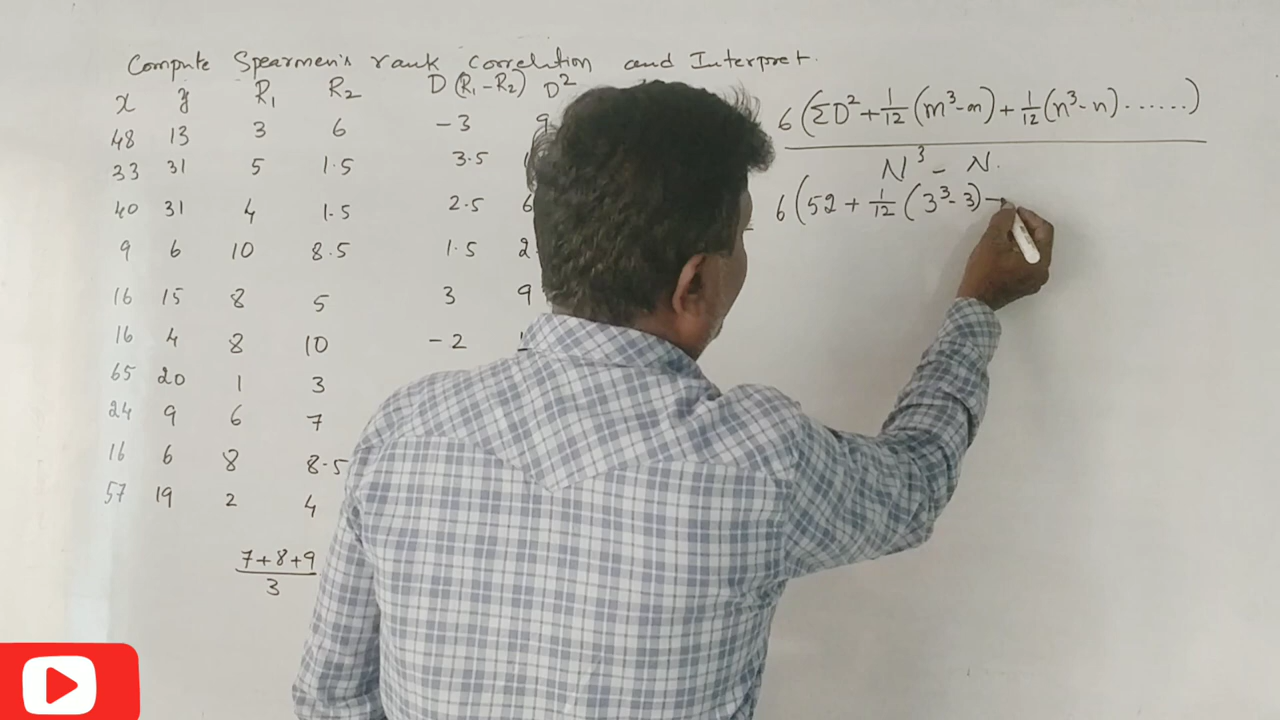 Compute Spearmen's rank correlation and Interpret.
x y R₁ R₂ D (R₁-R₂) D²
48 13 3 6 -3 9
33 31 5 1.5 3.5
40 31 4 1.5 2.5 6
9 6 10 8.5 1.5 2.
16 15 8 5 3 9
16 4 8 10 -2
65 20 1 3
24 9 6 7
16 6 8 8.5
57 19 2 4
7+8+9
3
6(ΣD² + 1/12 (m³-m) + 1/12 (n³-n) ......)
N³ - N.
= 6(52 + 1/12 (3³-3) -